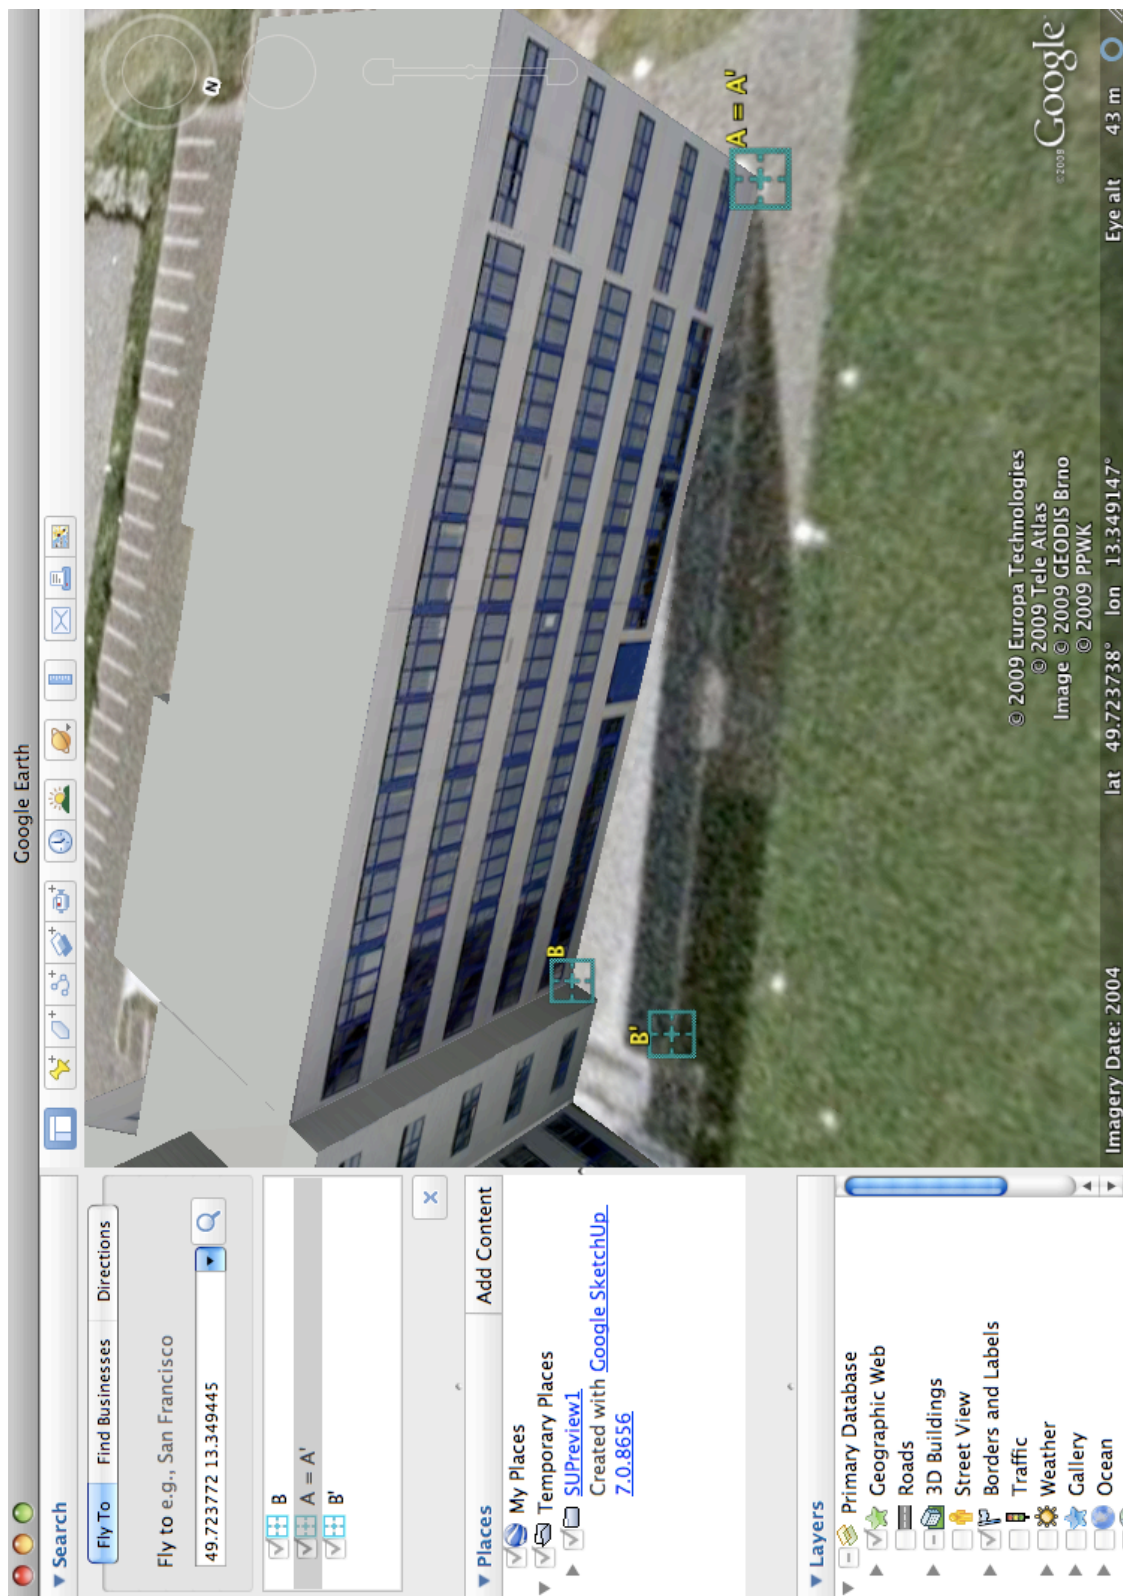 Google Earth
Search
Fly To
Find Businesses
Directions
Fly to e.g., San Francisco
49.723772 13.349445
B
A = A'
B'
Places
Add Content
My Places
Temporary Places
SUPreview1
Created with Google SketchUp
7.0.8656
Layers
Primary Database
Geographic Web
Roads
3D Buildings
Street View
Borders and Labels
Traffic
Weather
Gallery
Ocean
N
A = A'
B
B'
© 2009 Europa Technologies
© 2009 Tele Atlas
Image © 2009 GEODIS Brno
© 2009 PPWK
©2009 Google
Imagery Date: 2004
lat 49.723738° lon 13.349147°
Eye alt 43 m